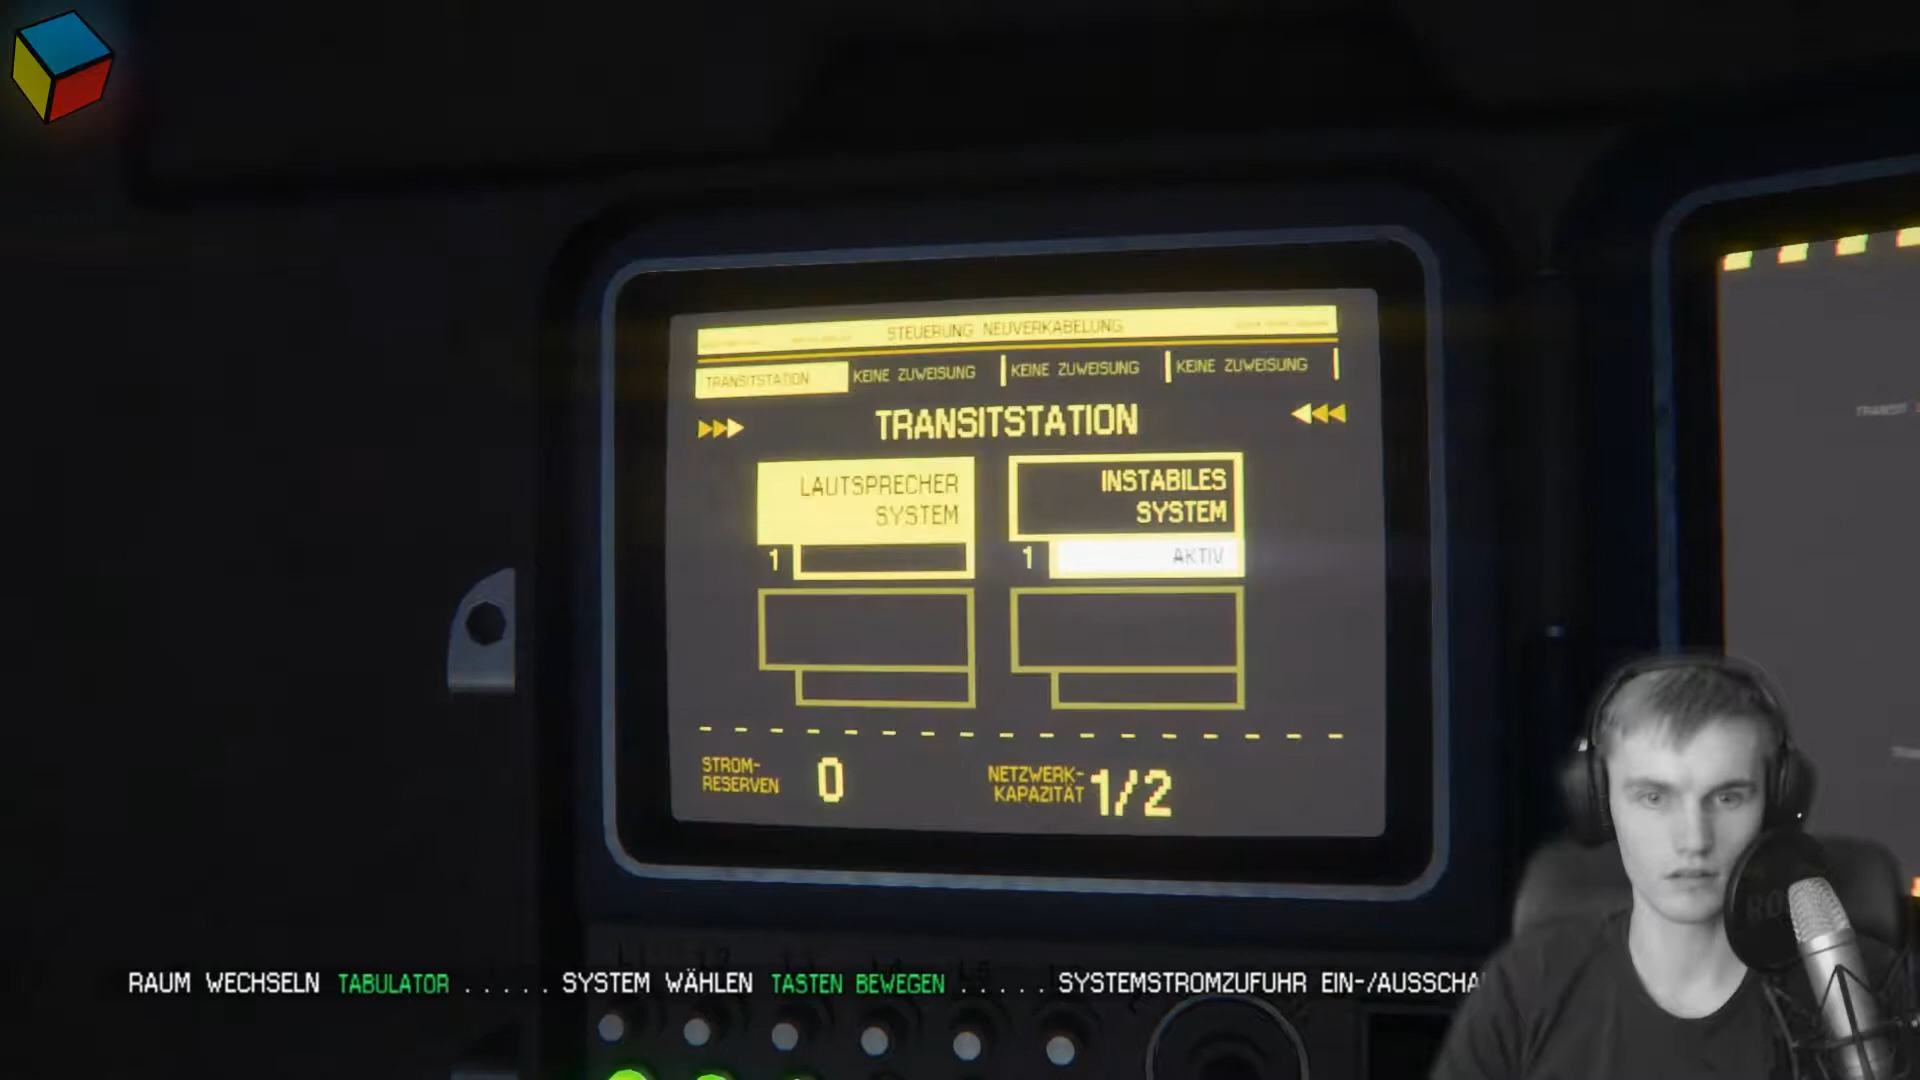 STEUERUNG NEUVERKABELUNG
TRANSITSTATION KEINE ZUWEISUNG KEINE ZUWEISUNG KEINE ZUWEISUNG
TRANSITSTATION
LAUTSPRECHER
SYSTEM
1
INSTABILES
SYSTEM
1 AKTIV
STROM-
RESERVEN
0
NETZWERK-
KAPAZITÄT
1/2
TRANSIT
RAUM WECHSELN TABULATOR ..... SYSTEM WÄHLEN TASTEN BEWEGEN ..... SYSTEMSTROMZUFUHR EIN-/AUSSCHA